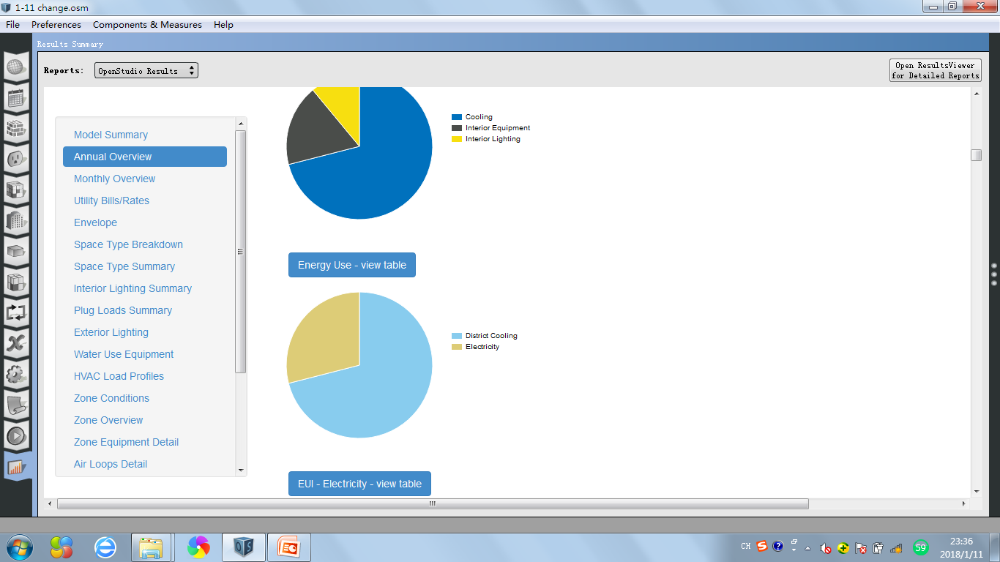 1-11 change.osm
File Preferences Components & Measures Help
Results Summary
Reports: OpenStudio Results
Open ResultsViewer
for Detailed Reports
Model Summary
Annual Overview
Monthly Overview
Utility Bills/Rates
Envelope
Space Type Breakdown
Space Type Summary
Interior Lighting Summary
Plug Loads Summary
Exterior Lighting
Water Use Equipment
HVAC Load Profiles
Zone Conditions
Zone Overview
Zone Equipment Detail
Air Loops Detail
Cooling
Interior Equipment
Interior Lighting
Energy Use - view table
District Cooling
Electricity
EUI - Electricity - view table
CH
59
23:36
2018/1/11